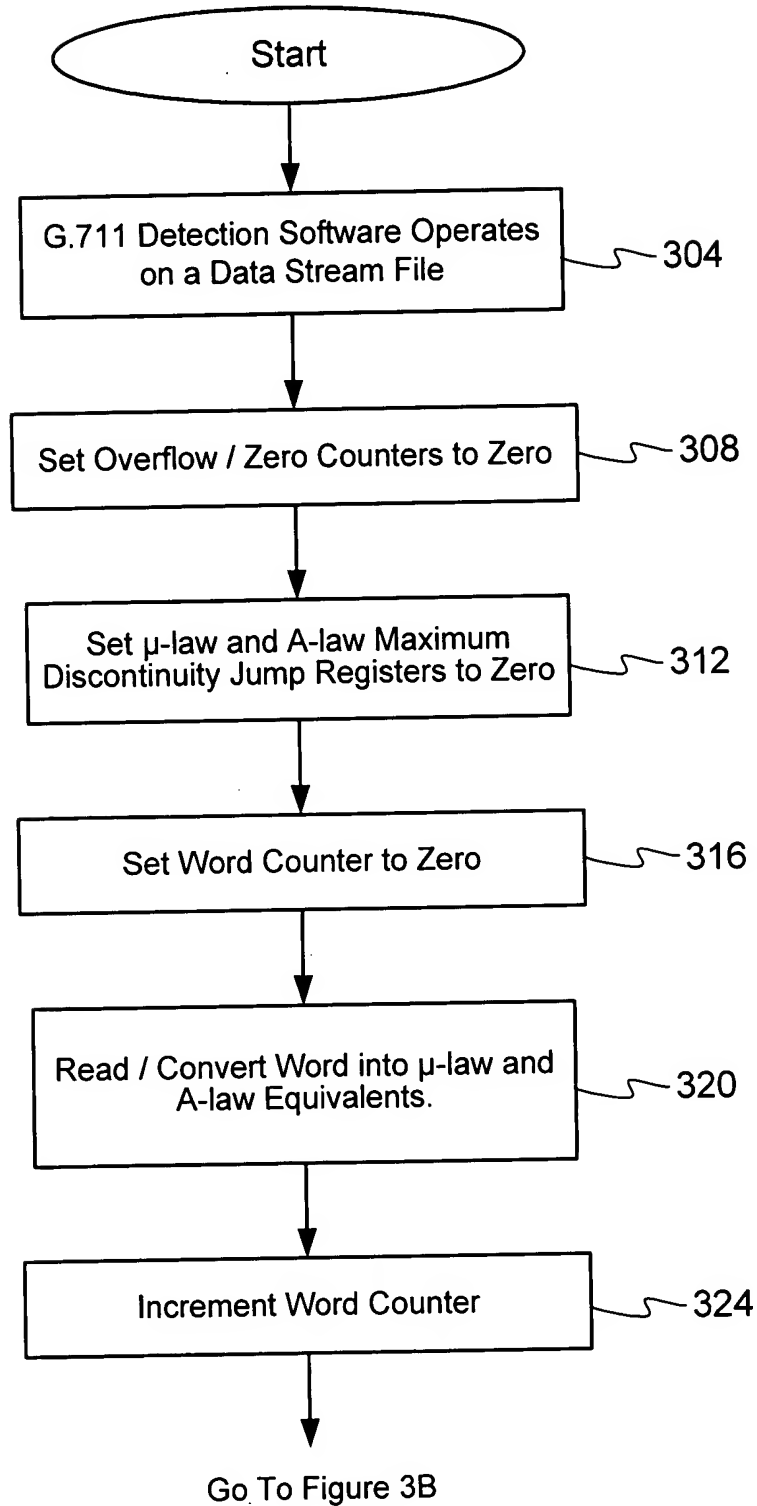 Start
G.711 Detection Software Operates
on a Data Stream File
304
Set Overflow / Zero Counters to Zero
308
Set µ-law and A-law Maximum
Discontinuity Jump Registers to Zero
312
Set Word Counter to Zero
316
Read / Convert Word into µ-law and
A-law Equivalents.
320
Increment Word Counter
324
Go To Figure 3B